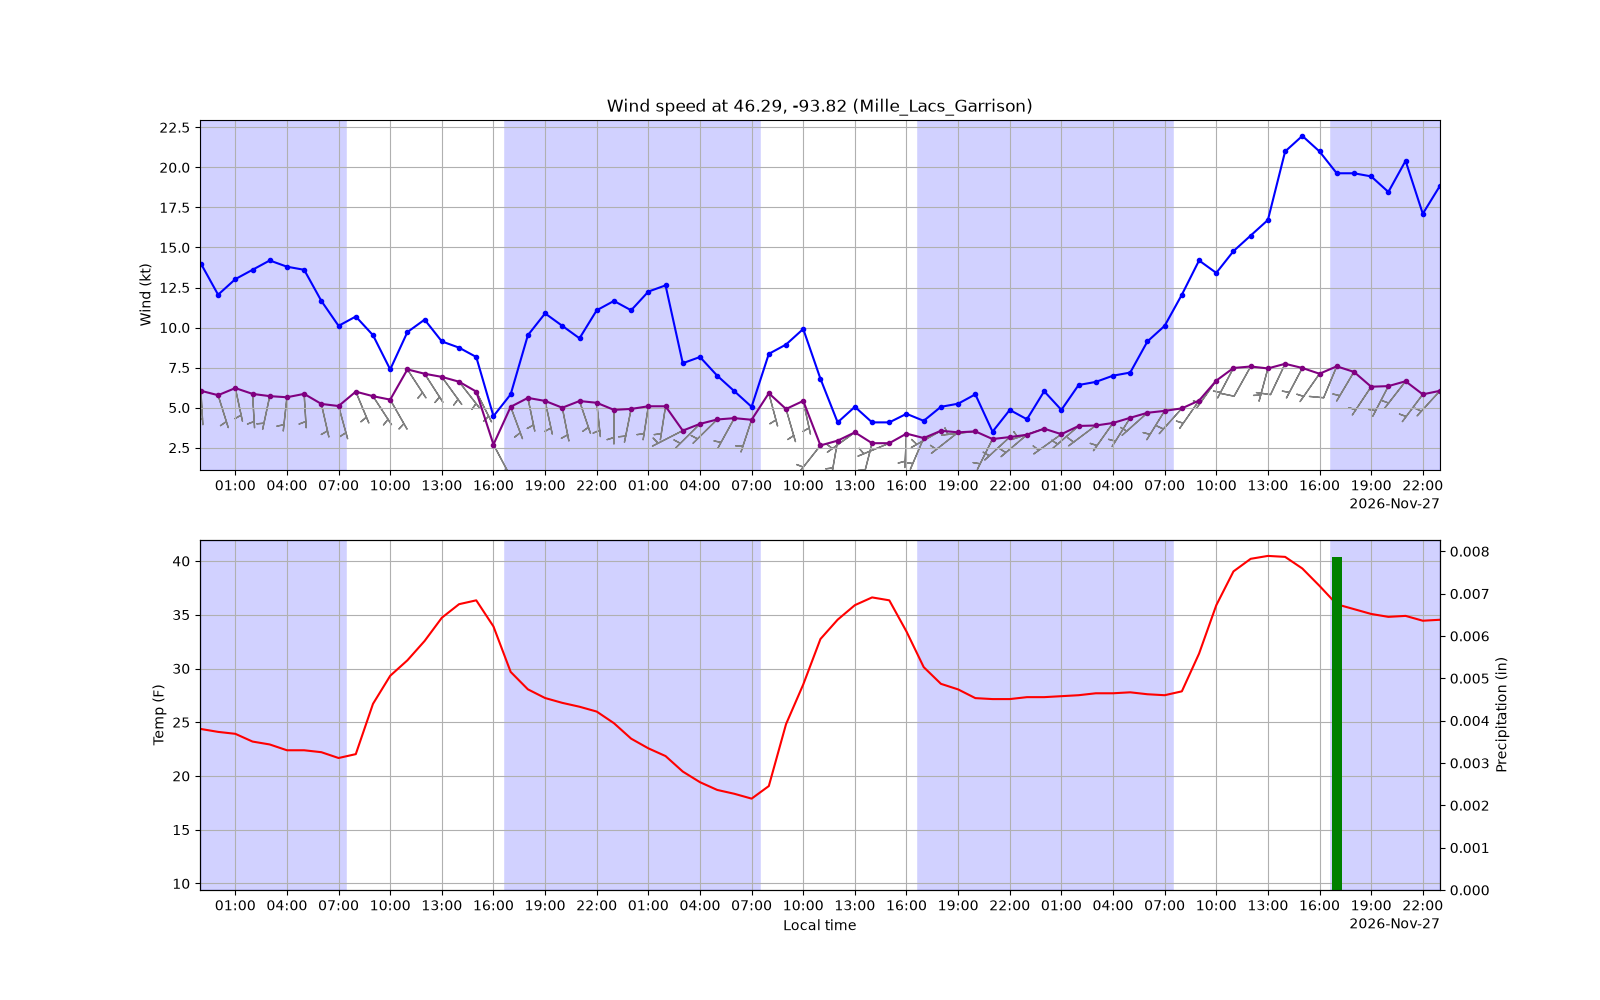 Wind speed at 46.29, -93.82 (Mille_Lacs_Garrison)
22.5
20.0
17.5
15.0
12.5
10.0
7.5
5.0
2.5
Wind (kt)
01:00 04:00 07:00 10:00 13:00 16:00 19:00 22:00 01:00 04:00 07:00 10:00 13:00 16:00 19:00 22:00 01:00 04:00 07:00 10:00 13:00 16:00 19:00 22:00
2026-Nov-27
40
35
30
25
20
15
10
Temp (F)
0.008
0.007
0.006
0.005
0.004
0.003
0.002
0.001
0.000
Precipitation (in)
01:00 04:00 07:00 10:00 13:00 16:00 19:00 22:00 01:00 04:00 07:00 10:00 13:00 16:00 19:00 22:00 01:00 04:00 07:00 10:00 13:00 16:00 19:00 22:00
Local time
2026-Nov-27